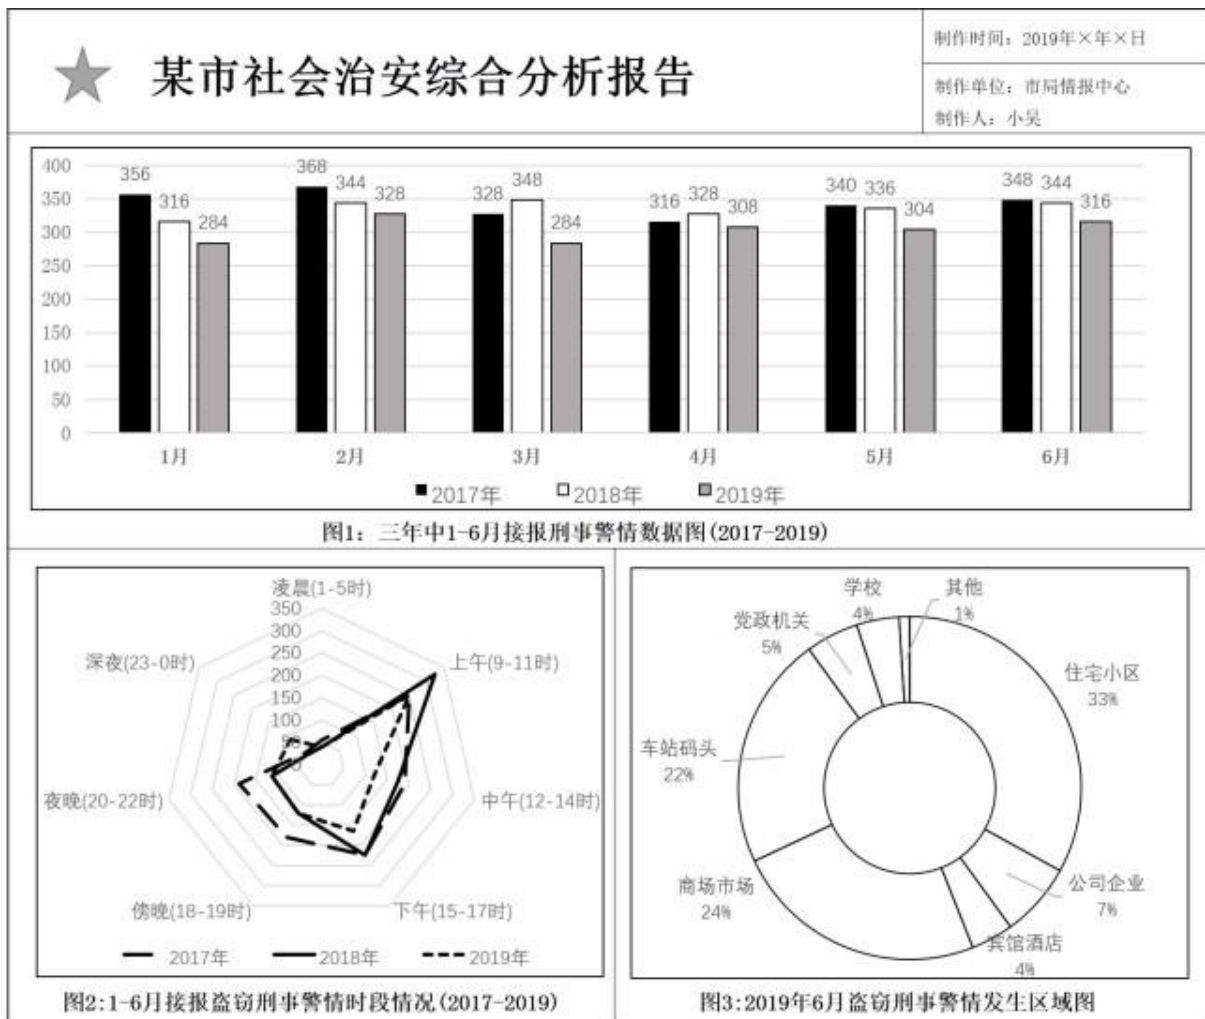 某市社会治安综合分析报告
制作时间：2019年×年×日
制作单位：市局情报中心
制作人：小吴
400
350
300
250
200
150
100
50
0
356
316
284
368
344
328
328
348
284
316
328
308
340
336
304
348
344
316
1月
2月
3月
4月
5月
6月
2017年
2018年
2019年
图1：三年中1-6月接报刑事警情数据图(2017-2019)
凌晨(1-5时)
350
300
250
200
150
100
50
0
上午(9-11时)
中午(12-14时)
下午(15-17时)
傍晚(18-19时)
夜晚(20-22时)
深夜(23-0时)
2017年
2018年
2019年
图2:1-6月接报盗窃刑事警情时段情况(2017-2019)
其他
1%
住宅小区
33%
公司企业
7%
宾馆酒店
4%
商场市场
24%
车站码头
22%
党政机关
5%
学校
4%
图3:2019年6月盗窃刑事警情发生区域图